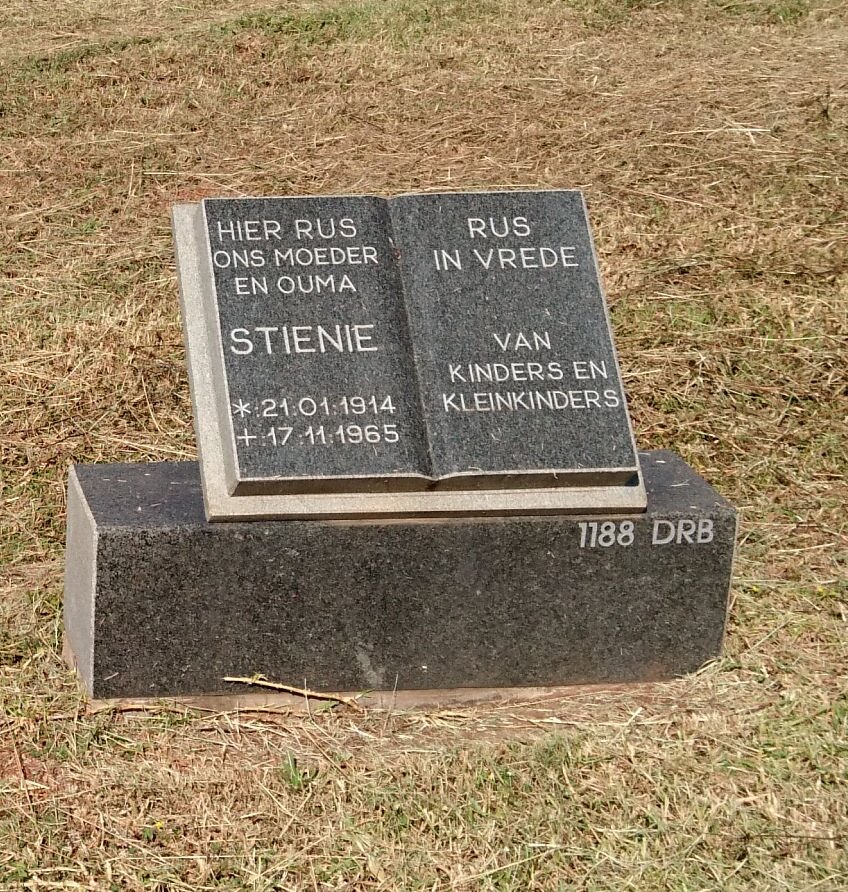 HIER RUS
ONS MOEDER
EN OUMA
STIENIE
*:21:01:1914
+:17:11:1965
RUS
IN VREDE
VAN
KINDERS EN
KLEINKINDERS
1188 DRB